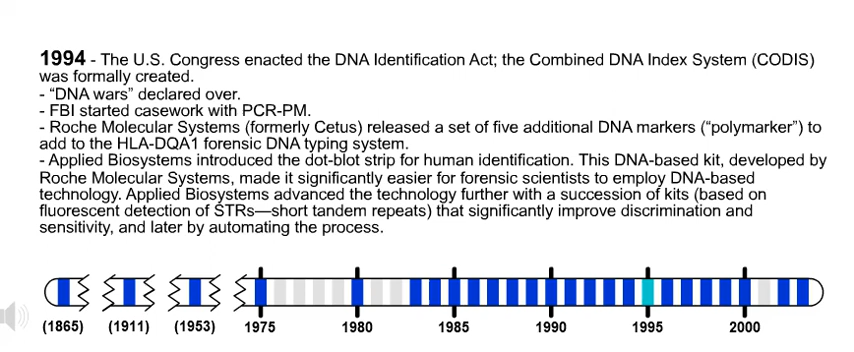 1994 - The U.S. Congress enacted the DNA Identification Act; the Combined DNA Index System (CODIS)
was formally created.
- “DNA wars” declared over.
- FBI started casework with PCR-PM.
- Roche Molecular Systems (formerly Cetus) released a set of five additional DNA markers (“polymarker”) to
add to the HLA-DQA1 forensic DNA typing system.
- Applied Biosystems introduced the dot-blot strip for human identification. This DNA-based kit, developed by
Roche Molecular Systems, made it significantly easier for forensic scientists to employ DNA-based
technology. Applied Biosystems advanced the technology further with a succession of kits (based on
fluorescent detection of STRs—short tandem repeats) that significantly improve discrimination and
sensitivity, and later by automating the process.
(1865) (1911) (1953) 1975 1980 1985 1990 1995 2000